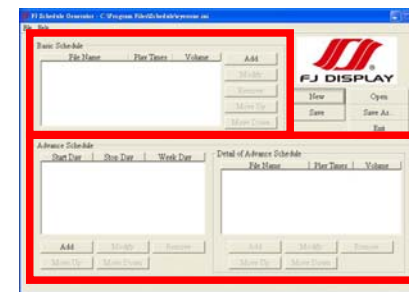 FJ Schedule Generator - C:\Program Files\Schedule\eyezone.ini
File Help
Basic Schedule
File Name Play Times Volume
Add
Modify
Remove
Move Up
Move Down
FJ DISPLAY
New Open
Save Save As...
Exit
Advance Schedule
Start Day Stop Day Week Day
Add Modify Remove
Move Up Move Down
Detail of Advance Schedule
File Name Play Times Volume
Add Modify Remove
Move Up Move Down